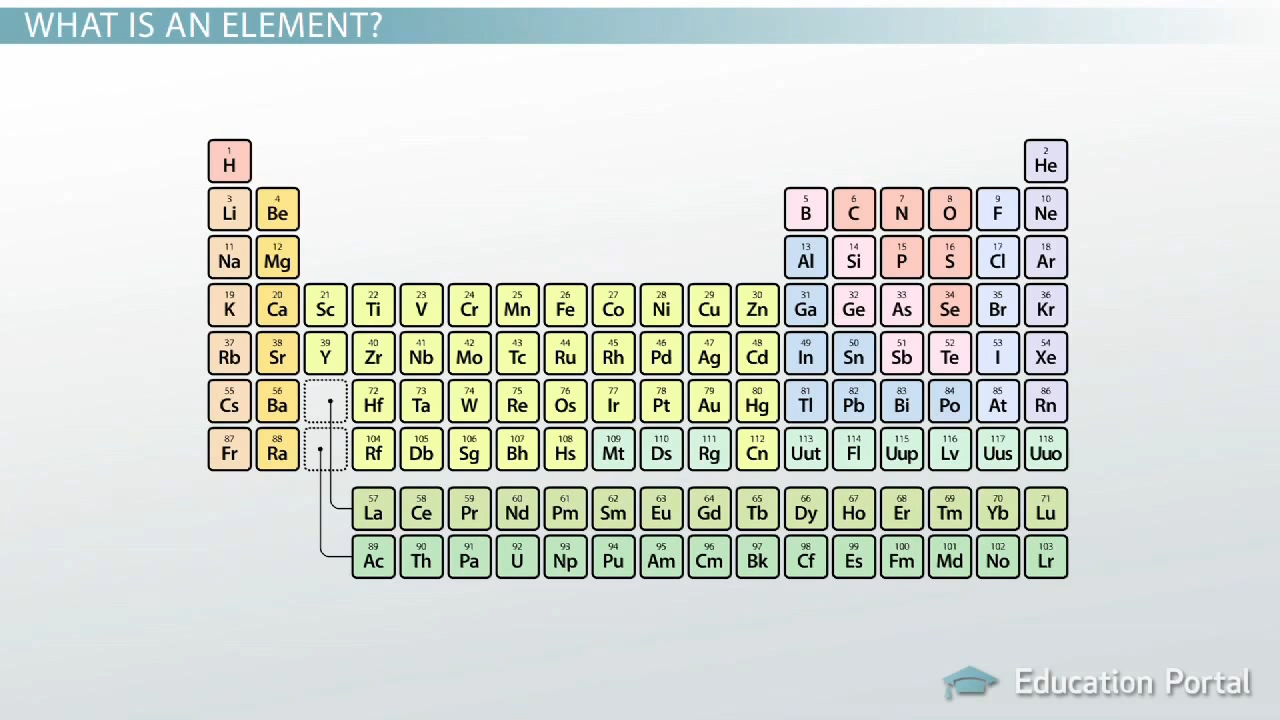 WHAT IS AN ELEMENT?
1 2
H He
3 4 5 6 7 8 9 10
Li Be B C N O F Ne
11 12 13 14 15 16 17 18
Na Mg Al Si P S Cl Ar
19 20 21 22 23 24 25 26 27 28 29 30 31 32 33 34 35 36
K Ca Sc Ti V Cr Mn Fe Co Ni Cu Zn Ga Ge As Se Br Kr
37 38 39 40 41 42 43 44 45 46 47 48 49 50 51 52 53 54
Rb Sr Y Zr Nb Mo Tc Ru Rh Pd Ag Cd In Sn Sb Te I Xe
55 56 72 73 74 75 76 77 78 79 80 81 82 83 84 85 86
Cs Ba Hf Ta W Re Os Ir Pt Au Hg Tl Pb Bi Po At Rn
87 88 104 105 106 107 108 109 110 111 112 113 114 115 116 117 118
Fr Ra Rf Db Sg Bh Hs Mt Ds Rg Cn Uut Fl Uup Lv Uus Uuo
57 58 59 60 61 62 63 64 65 66 67 68 69 70 71
La Ce Pr Nd Pm Sm Eu Gd Tb Dy Ho Er Tm Yb Lu
89 90 91 92 93 94 95 96 97 98 99 100 101 102 103
Ac Th Pa U Np Pu Am Cm Bk Cf Es Fm Md No Lr
Education Portal